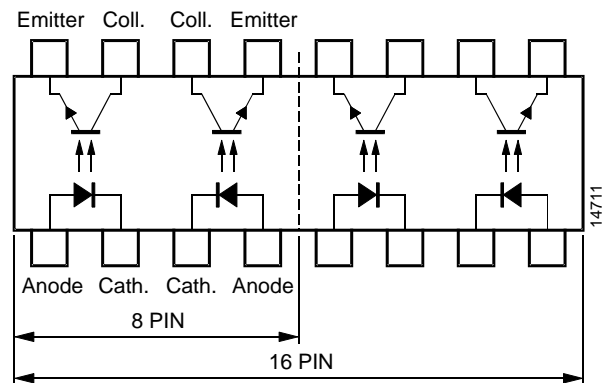 Emitter Coll. Coll. Emitter
14711
Anode Cath. Cath. Anode
8 PIN
16 PIN